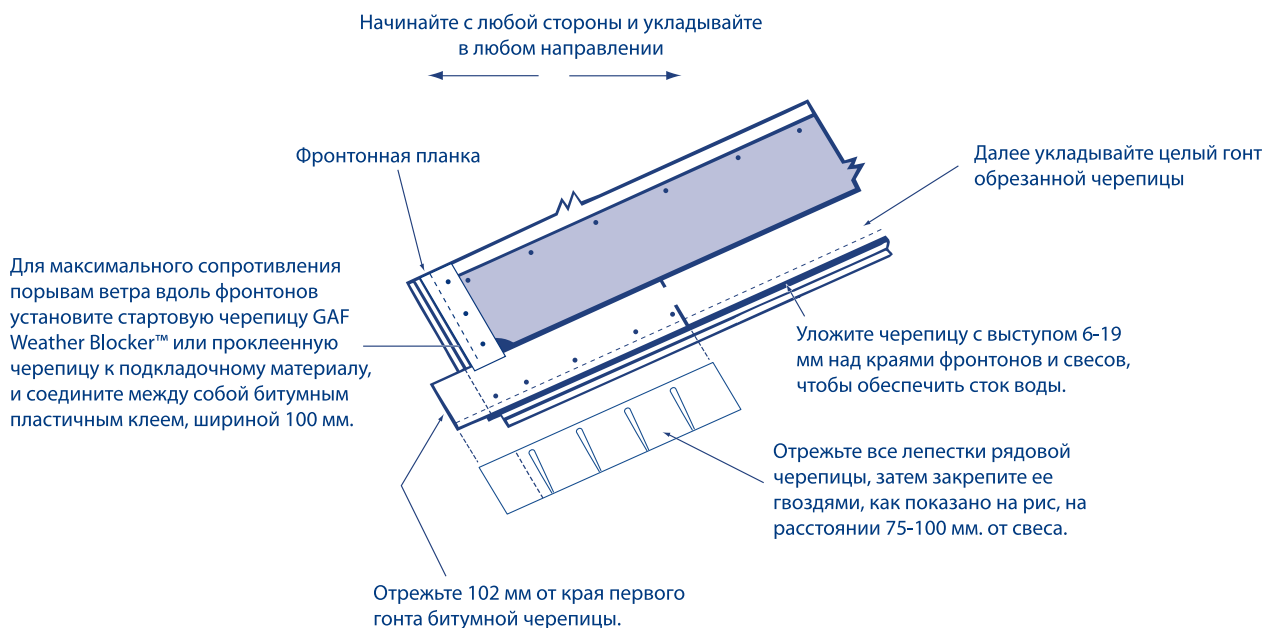 Начинайте с любой стороны и укладывайте
в любом направлении
Фронтонная планка
Далее укладывайте целый гонт
обрезанной черепицы
Для максимального сопротивления
порывам ветра вдоль фронтонов
установите стартовую черепицу GAF
Weather Blocker™ или проклеенную
черепицу к подкладочному материалу,
и соедините между собой битумным
пластичным клеем, шириной 100 мм.
Уложите черепицу с выступом 6-19
мм над краями фронтонов и свесов,
чтобы обеспечить сток воды.
Отрежьте все лепестки рядовой
черепицы, затем закрепите ее
гвоздями, как показано на рис, на
расстоянии 75-100 мм. от свеса.
Отрежьте 102 мм от края первого
гонта битумной черепицы.